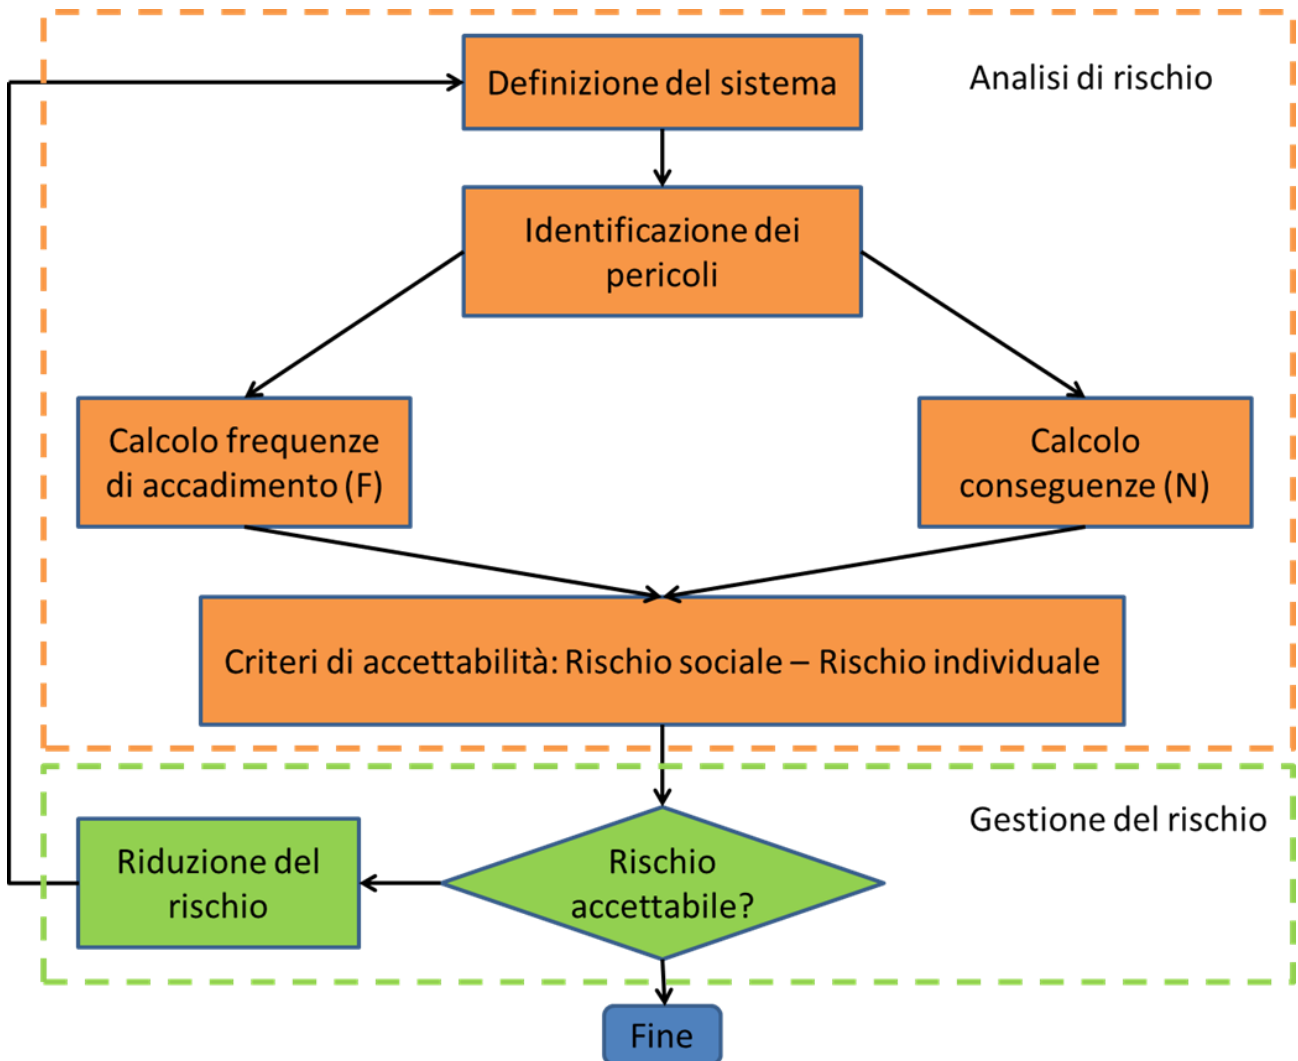 Definizione del sistema
Analisi di rischio
Identificazione dei
pericoli
Calcolo frequenze
di accadimento (F)
Calcolo
conseguenze (N)
Criteri di accettabilità: Rischio sociale – Rischio individuale
Gestione del rischio
Riduzione del
rischio
Rischio
accettabile?
Fine